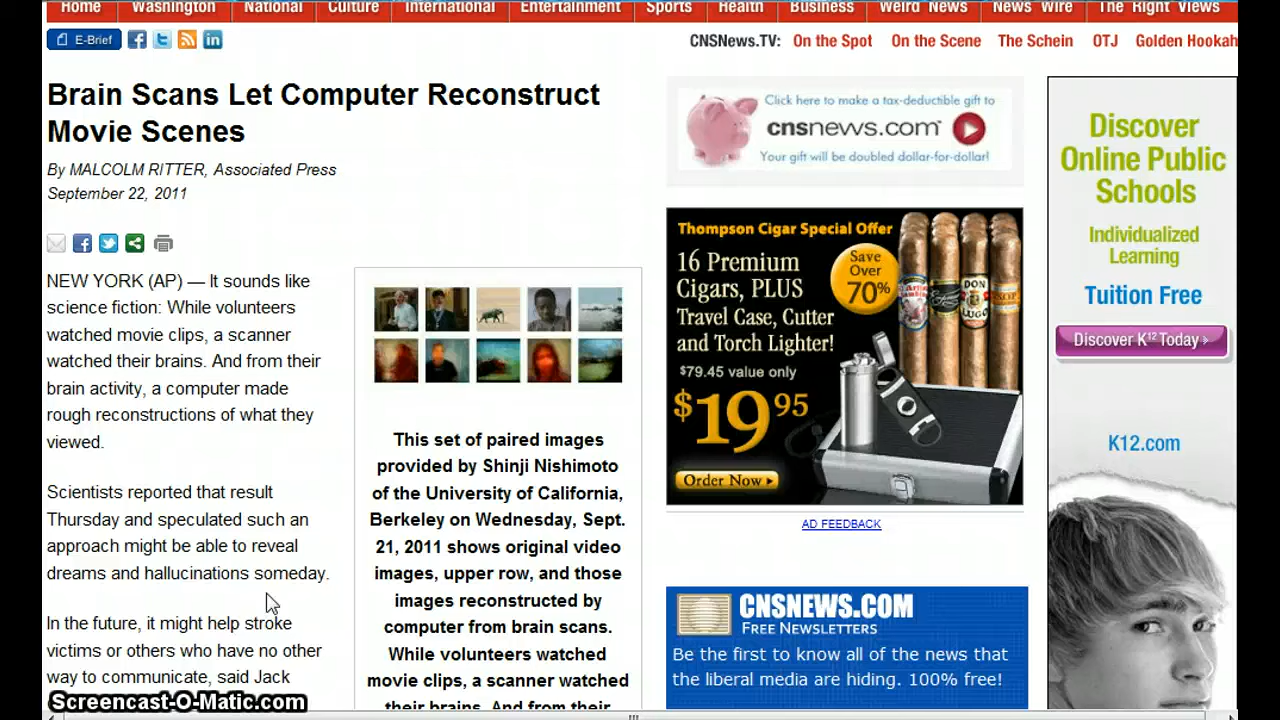 Home Washington National Culture International Entertainment Sports Health Business Weird News News Wire The Right Views
E-Brief
CNSNews.TV: On the Spot On the Scene The Schein OTJ Golden Hookah
Brain Scans Let Computer Reconstruct
Movie Scenes
By MALCOLM RITTER, Associated Press
September 22, 2011
NEW YORK (AP) — It sounds like
science fiction: While volunteers
watched movie clips, a scanner
watched their brains. And from their
brain activity, a computer made
rough reconstructions of what they
viewed.
Scientists reported that result
Thursday and speculated such an
approach might be able to reveal
dreams and hallucinations someday.
In the future, it might help stroke
victims or others who have no other
way to communicate, said Jack
This set of paired images
provided by Shinji Nishimoto
of the University of California,
Berkeley on Wednesday, Sept.
21, 2011 shows original video
images, upper row, and those
images reconstructed by
computer from brain scans.
While volunteers watched
movie clips, a scanner watched
their brains. And from their
Click here to make a tax-deductible gift to
cnsnews.com
Your gift will be doubled dollar-for-dollar!
Thompson Cigar Special Offer
16 Premium
Cigars, PLUS
Travel Case, Cutter
and Torch Lighter!
$79.45 value only
$19.95
Order Now
Save
Over
70%
DON
LUGO
AD FEEDBACK
CNSNEWS.COM
FREE NEWSLETTERS
Be the first to know all of the news that
the liberal media are hiding. 100% free!
Discover
Online Public
Schools
Individualized
Learning
Tuition Free
Discover K12 Today
K12.com
Screencast-O-Matic.com